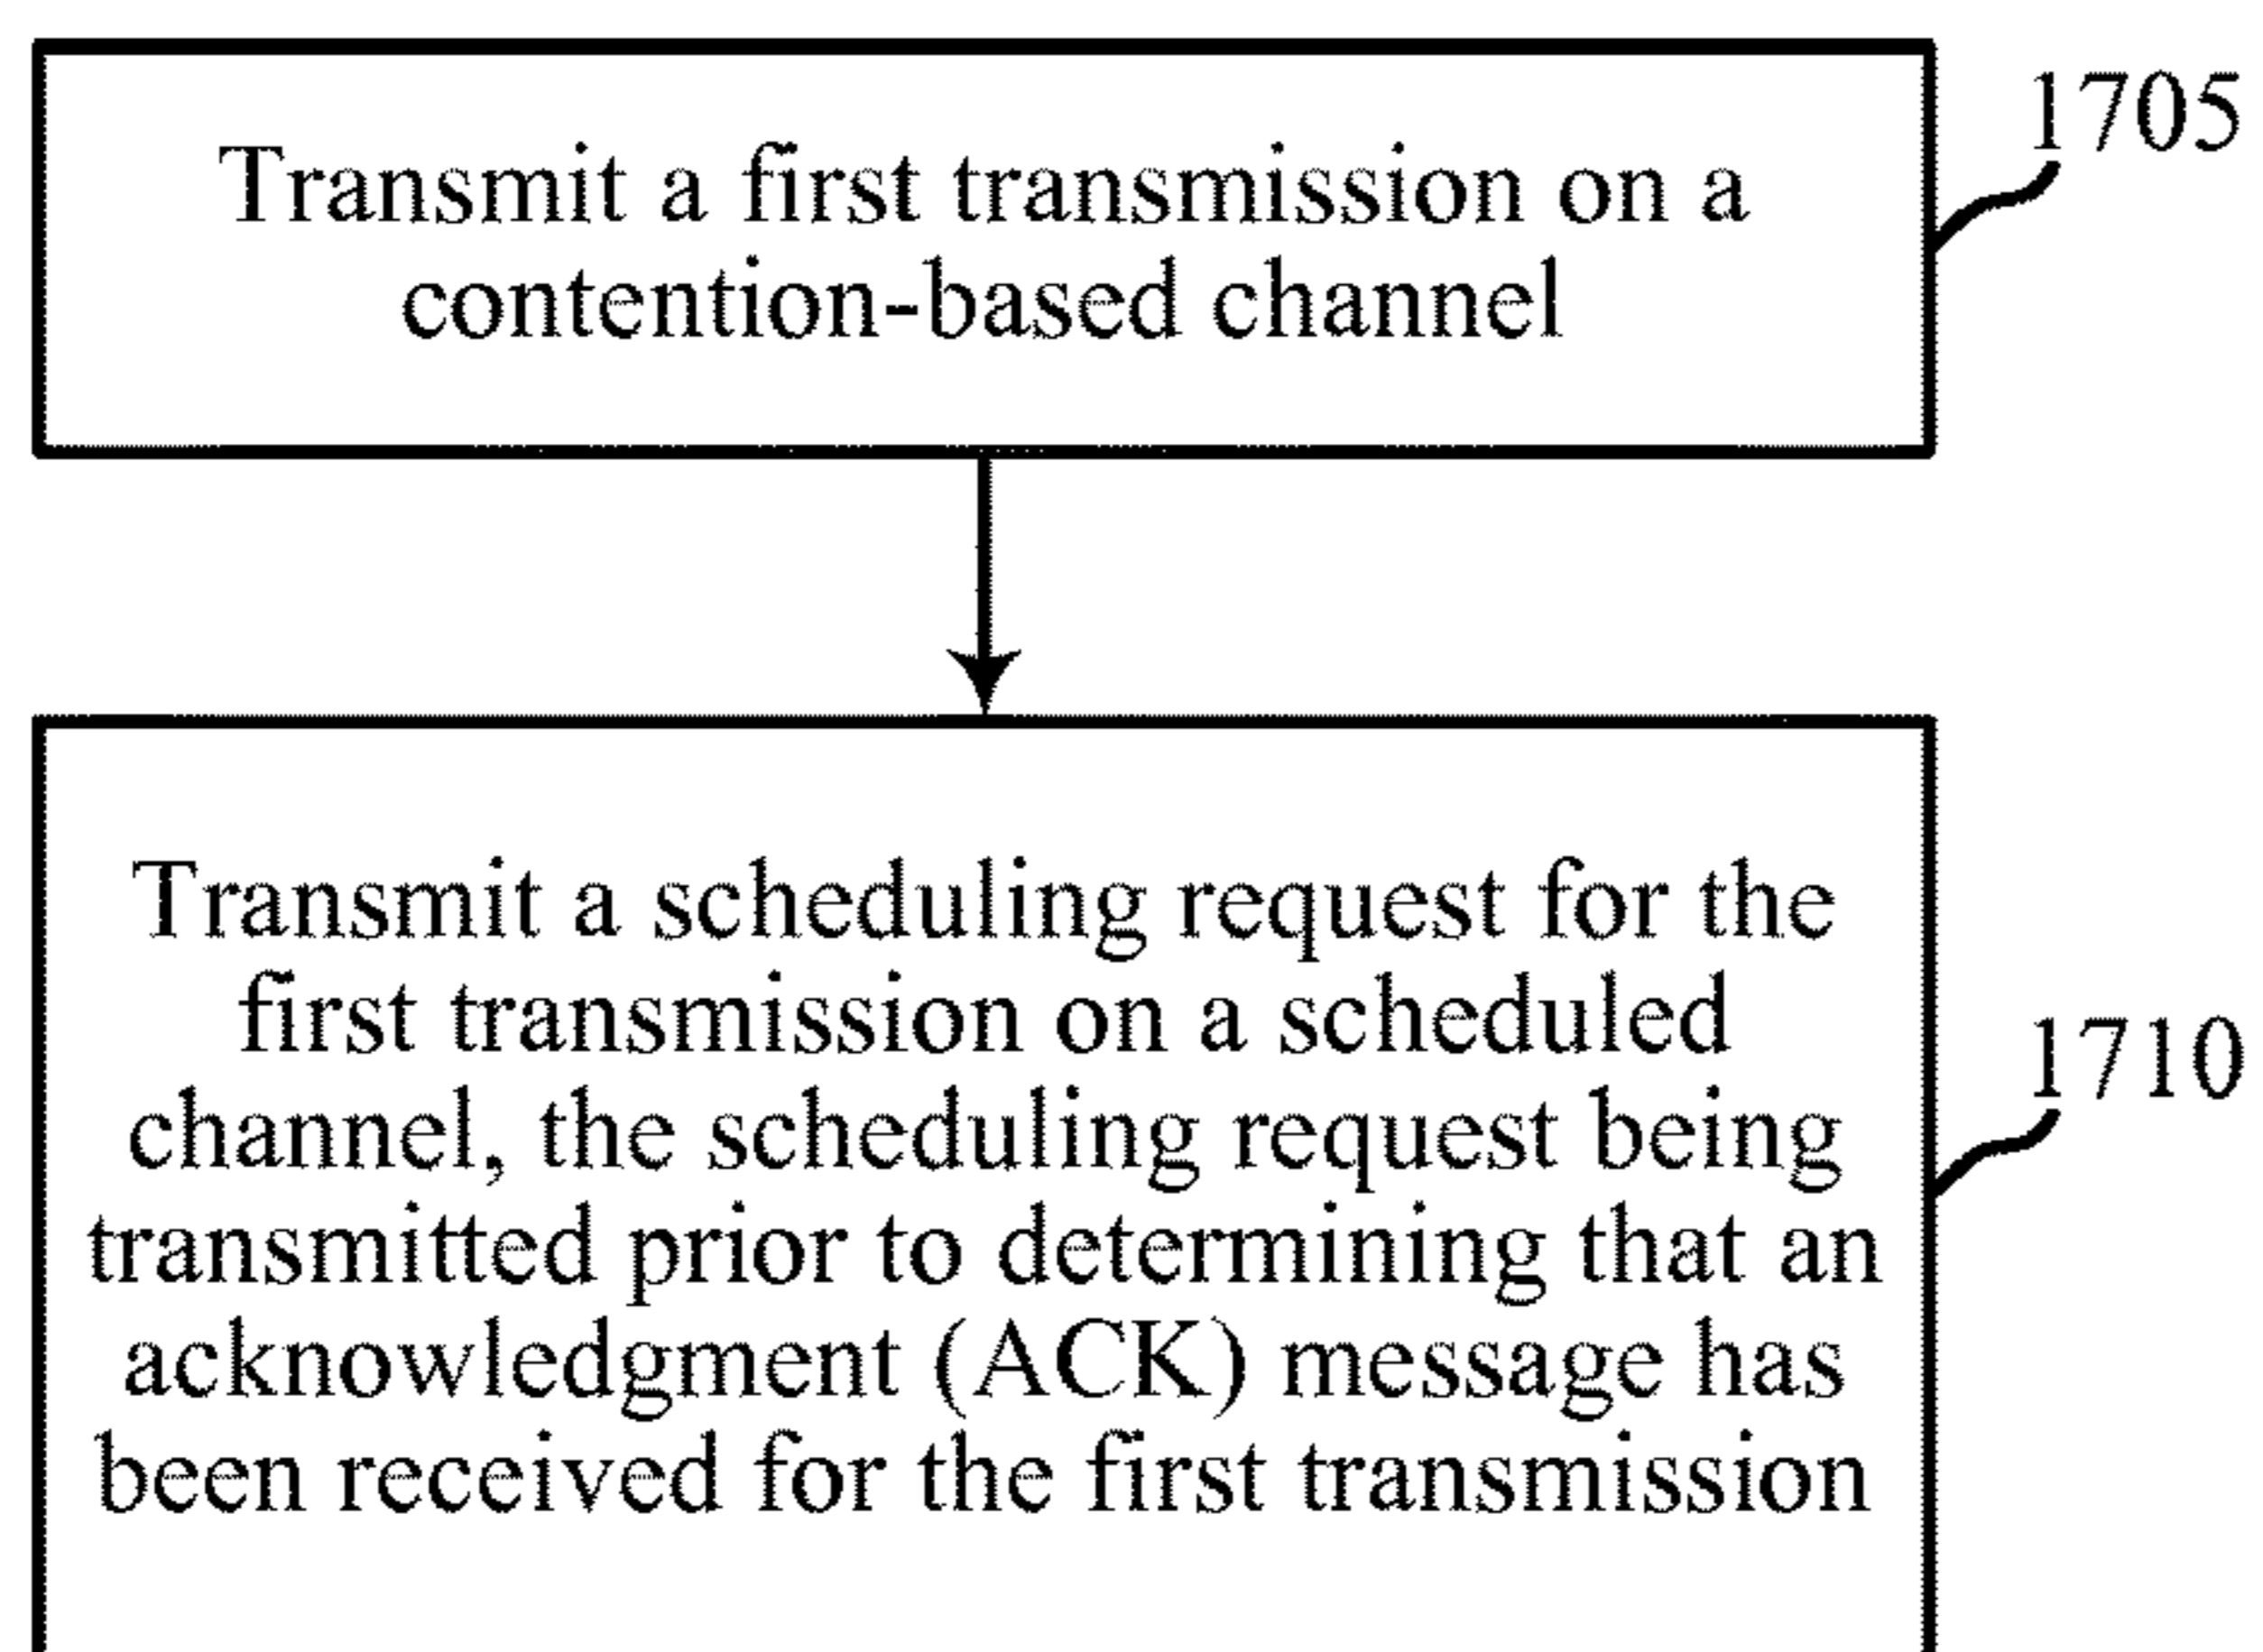 Transmit a first transmission on a
contention-based channel
1705
Transmit a scheduling request for the
first transmission on a scheduled
channel, the scheduling request being
transmitted prior to determining that an
acknowledgment (ACK) message has
been received for the first transmission
1710